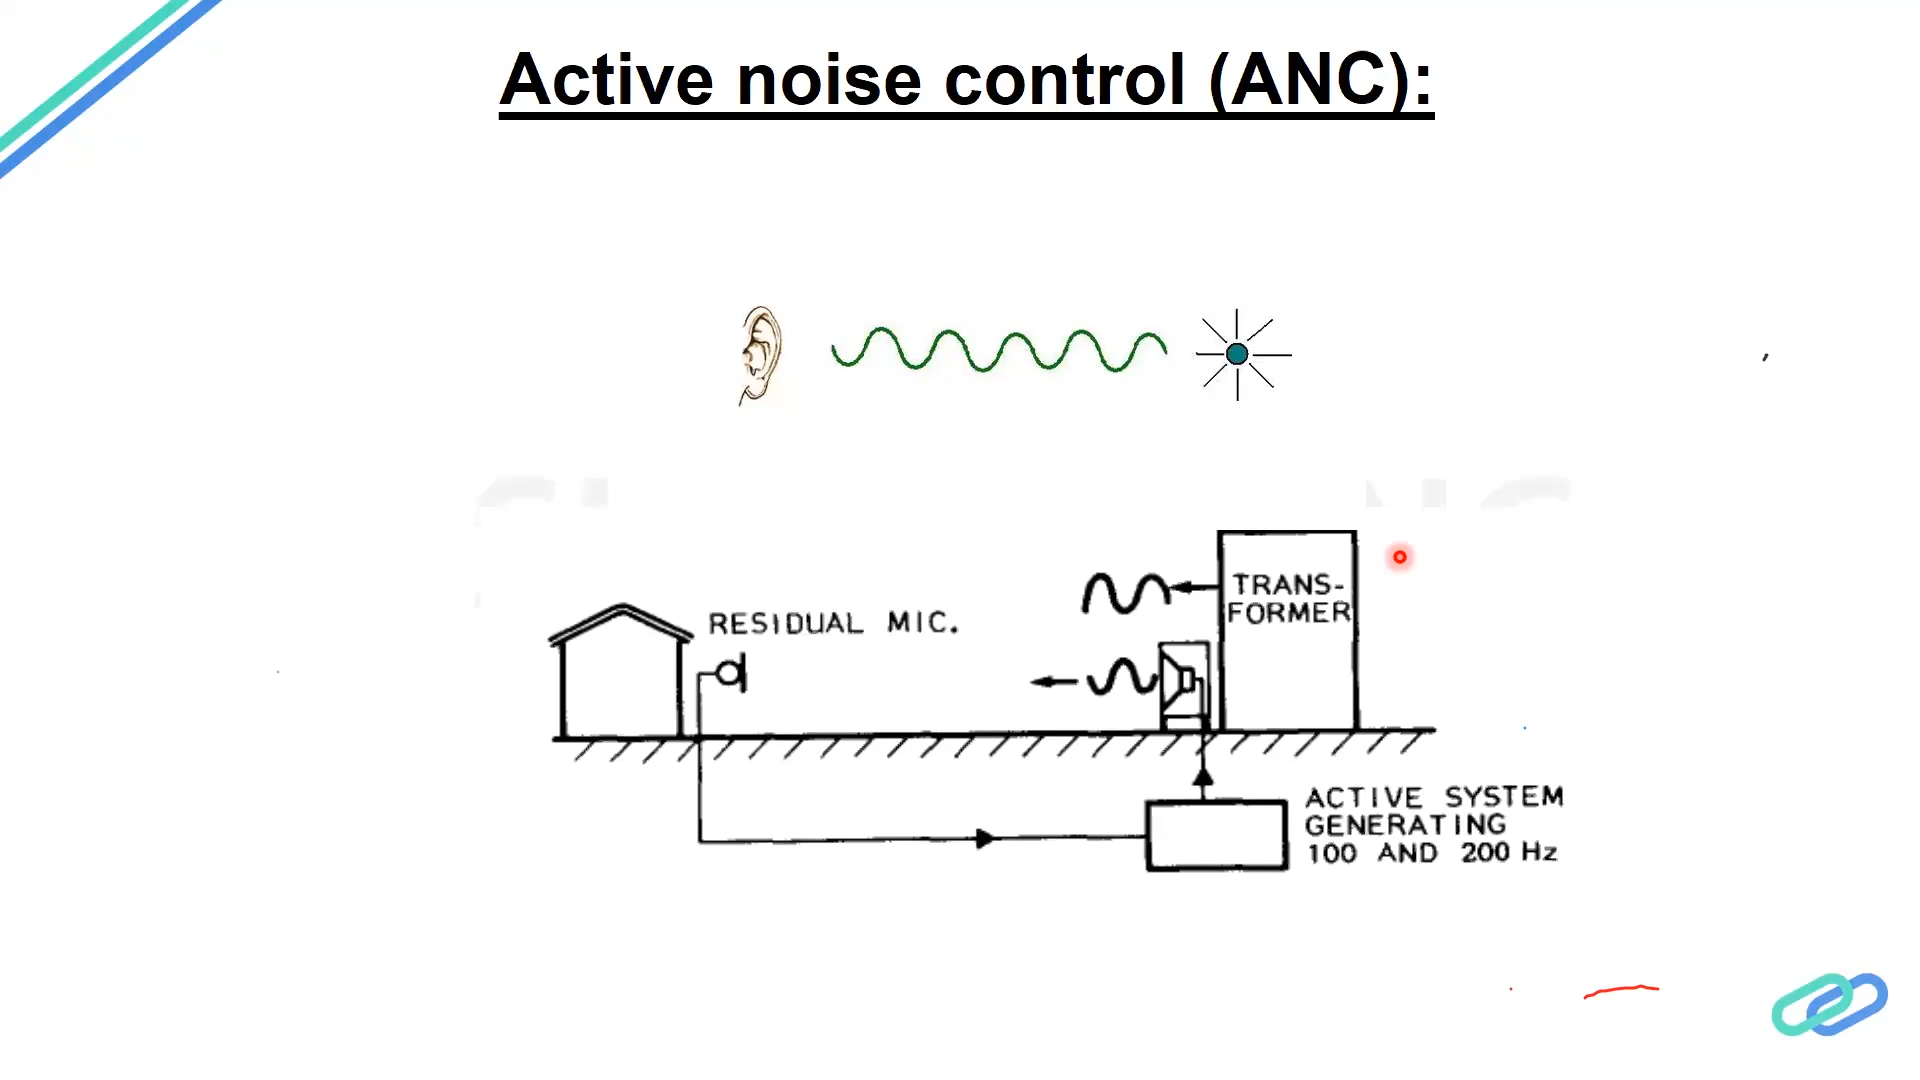 Active noise control (ANC):
RESIDUAL MIC.
TRANS-
FORMER
ACTIVE SYSTEM
GENERATING
100 AND 200 Hz